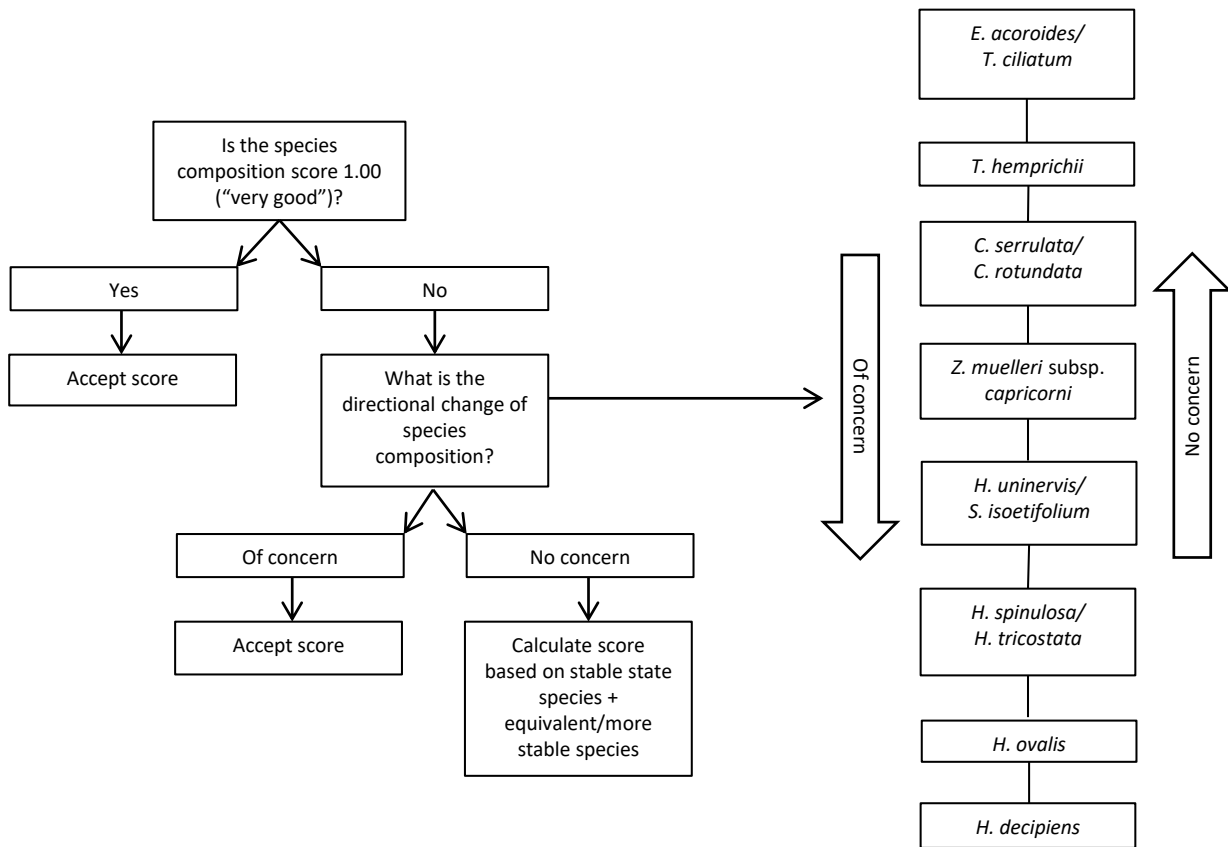 Is the species
composition score 1.00
(“very good”)?
Yes
No
Accept score
What is the
directional change of
species
composition?
Of concern
No concern
Accept score
Calculate score
based on stable state
species +
equivalent/more
stable species
Of concern
E. acoroides/
T. ciliatum
T. hemprichii
C. serrulata/
C. rotundata
Z. muelleri subsp.
capricorni
H. uninervis/
S. isoetifolium
H. spinulosa/
H. tricostata
H. ovalis
H. decipiens
No concern